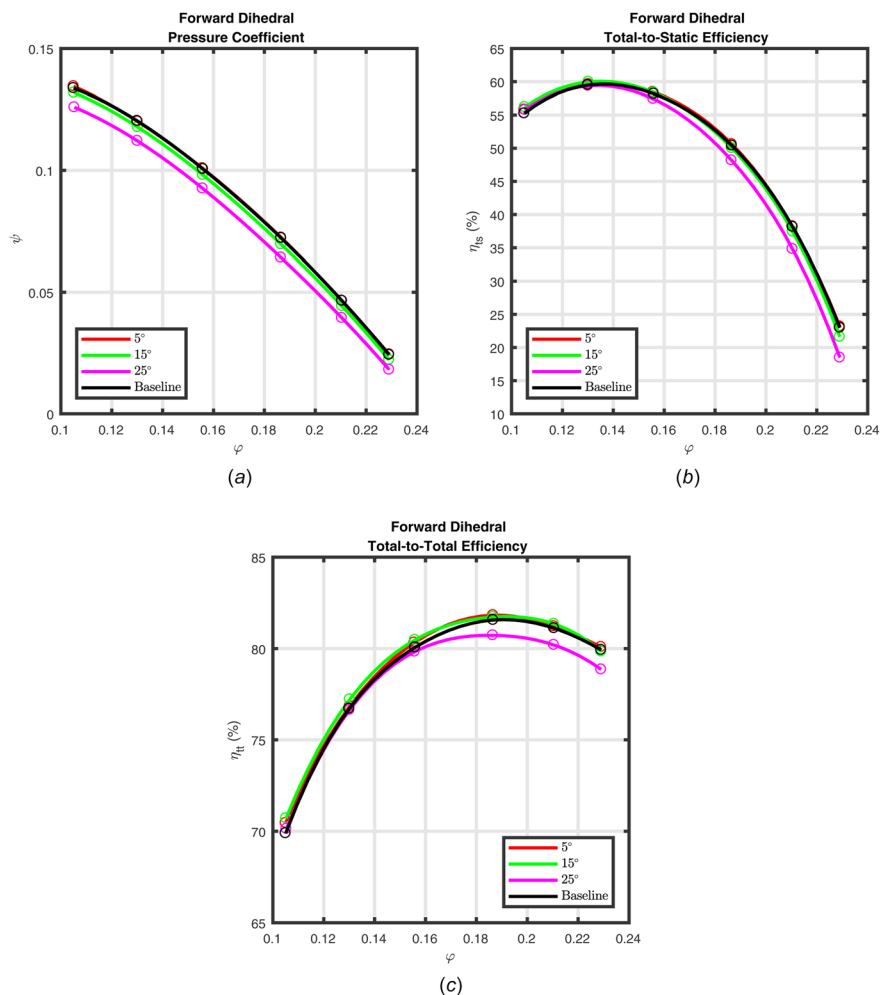 Forward Dihedral
Pressure Coefficient
0.15
0.1
0.05
0
ψ
5°
15°
25°
Baseline
0.1 0.12 0.14 0.16 0.18 0.2 0.22 0.24
φ
(a)
Forward Dihedral
Total-to-Static Efficiency
65
60
55
50
45
40
35
30
25
20
15
10
η_ts (%)
5°
15°
25°
Baseline
0.1 0.12 0.14 0.16 0.18 0.2 0.22 0.24
φ
(b)
Forward Dihedral
Total-to-Total Efficiency
85
80
75
70
65
η_tt (%)
5°
15°
25°
Baseline
0.1 0.12 0.14 0.16 0.18 0.2 0.22 0.24
φ
(c)